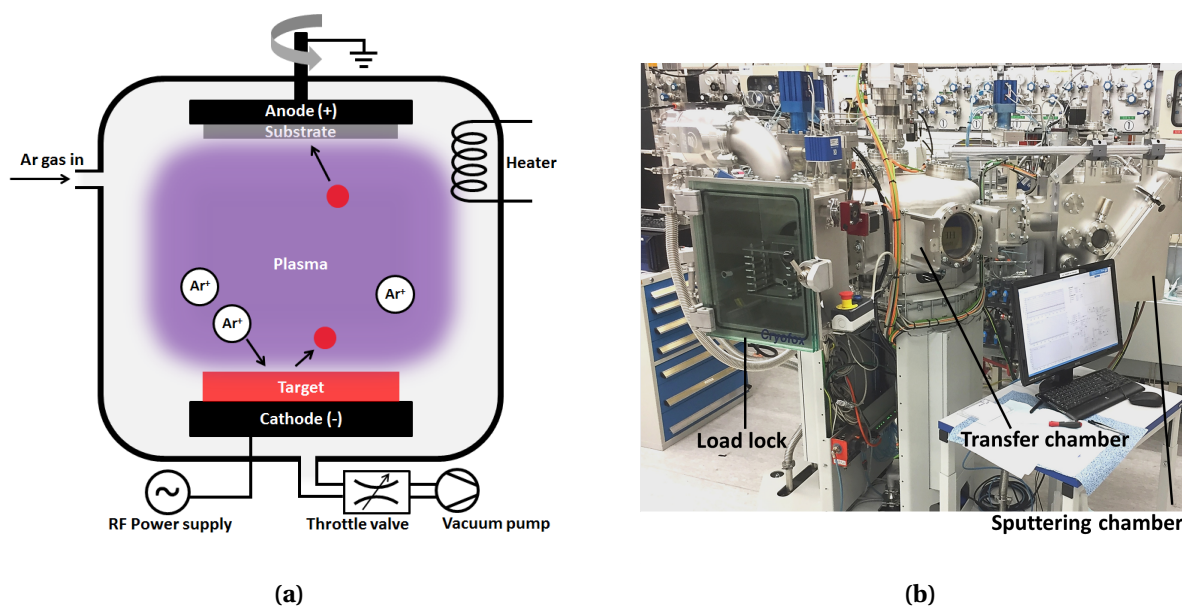 Anode (+)
Substrate
Ar gas in
Heater
Plasma
Ar⁺
Ar⁺
Ar⁺
Target
Cathode (-)
RF Power supply
Throttle valve
Vacuum pump
(a)
Cryofox
Load lock
Transfer chamber
Sputtering chamber
(b)